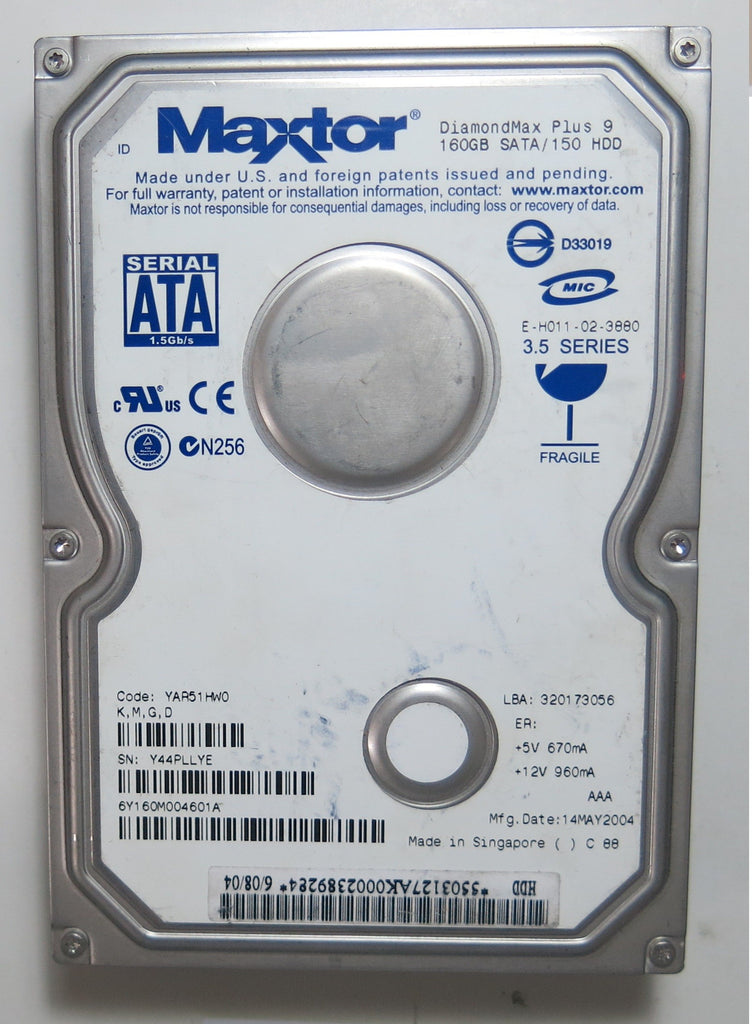 Maxtor®
ID
DiamondMax Plus 9
160GB SATA/150 HDD
Made under U.S. and foreign patents issued and pending.
For full warranty, patent or installation information, contact: www.maxtor.com
Maxtor is not responsible for consequential damages, including loss or recovery of data.
D33019
SERIAL
ATA
1.5Gb/s
MIC
E-H011-02-3880
3.5 SERIES
c RU® US CE
N256
FRAGILE
Code: YAR51HW0
K,M,G,D
SN: Y44PLLYE
6Y160M004601A
LBA: 320173056
ER:
+5V 670mA
+12V 960mA
AAA
Mfg.Date:14MAY2004
Made in Singapore ( ) C 88
HDD *5503127AK0002389284* 6/08/04